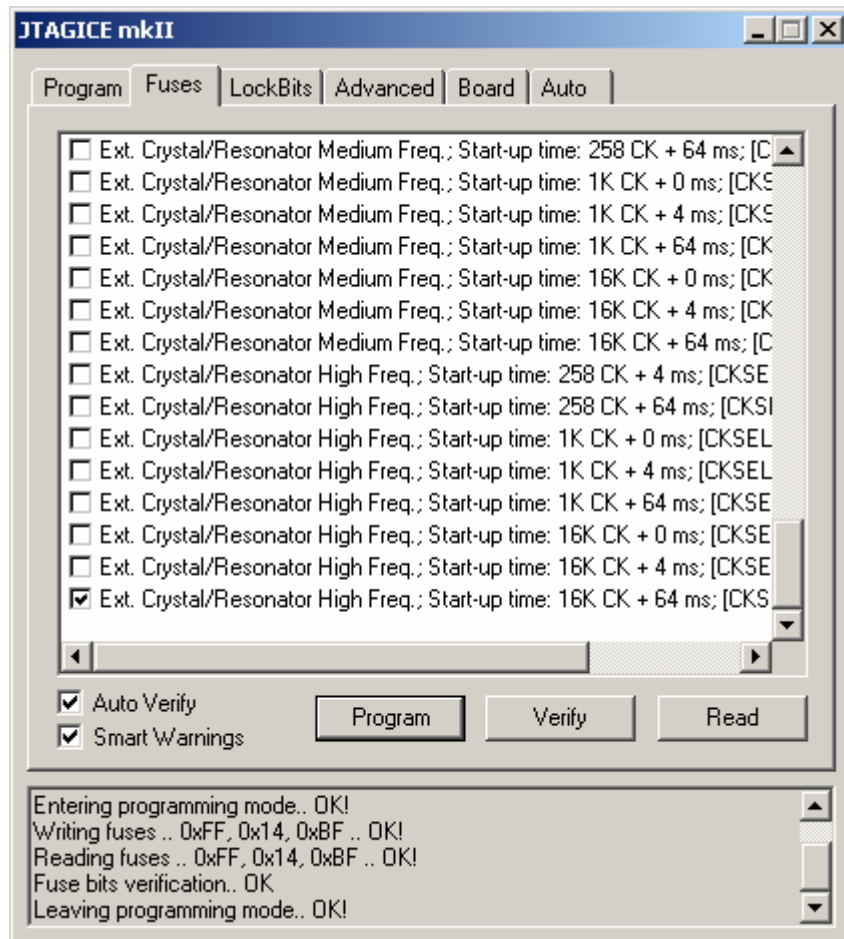 JTAGICE mkII
Program Fuses LockBits Advanced Board Auto
Ext. Crystal/Resonator Medium Freq.; Start-up time: 258 CK + 64 ms; [C
Ext. Crystal/Resonator Medium Freq.; Start-up time: 1K CK + 0 ms; [CKS
Ext. Crystal/Resonator Medium Freq.; Start-up time: 1K CK + 4 ms; [CKS
Ext. Crystal/Resonator Medium Freq.; Start-up time: 1K CK + 64 ms; [CK
Ext. Crystal/Resonator Medium Freq.; Start-up time: 16K CK + 0 ms; [CK
Ext. Crystal/Resonator Medium Freq.; Start-up time: 16K CK + 4 ms; [CK
Ext. Crystal/Resonator Medium Freq.; Start-up time: 16K CK + 64 ms; [C
Ext. Crystal/Resonator High Freq.; Start-up time: 258 CK + 4 ms; [CKSE
Ext. Crystal/Resonator High Freq.; Start-up time: 258 CK + 64 ms; [CKSI
Ext. Crystal/Resonator High Freq.; Start-up time: 1K CK + 0 ms; [CKSEL
Ext. Crystal/Resonator High Freq.; Start-up time: 1K CK + 4 ms; [CKSEL
Ext. Crystal/Resonator High Freq.; Start-up time: 1K CK + 64 ms; [CKSE
Ext. Crystal/Resonator High Freq.; Start-up time: 16K CK + 0 ms; [CKSE
Ext. Crystal/Resonator High Freq.; Start-up time: 16K CK + 4 ms; [CKSE
Ext. Crystal/Resonator High Freq.; Start-up time: 16K CK + 64 ms; [CKS
Auto Verify
Smart Warnings
Program Verify Read
Entering programming mode.. OK!
Writing fuses .. 0xFF, 0x14, 0xBF .. OK!
Reading fuses .. 0xFF, 0x14, 0xBF .. OK!
Fuse bits verification.. OK
Leaving programming mode.. OK!